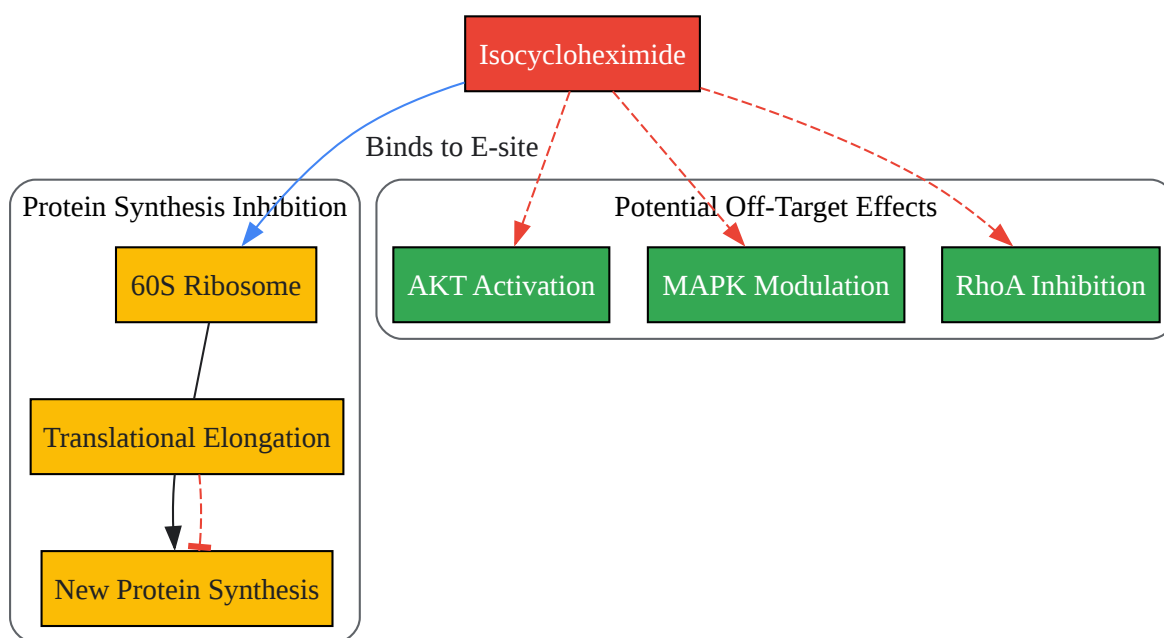 Isocycloheximide
Binds to E-site
Protein Synthesis Inhibition
Potential Off-Target Effects
60S Ribosome
AKT Activation
MAPK Modulation
RhoA Inhibition
Translational Elongation
New Protein Synthesis